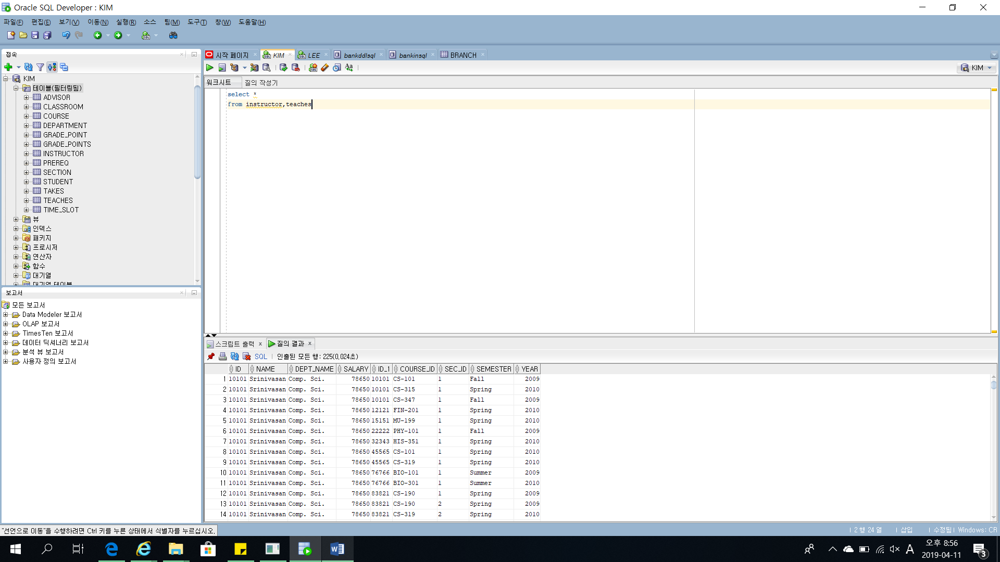 Oracle SQL Developer : KIM
파일(F) 편집(E) 보기(V) 이동(N) 실행(R) 소스 팀(M) 도구(T) 창(W) 도움말(H)
접속
KIM
테이블(필터링됨)
ADVISOR
CLASSROOM
COURSE
DEPARTMENT
GRADE_POINT
GRADE_POINTS
INSTRUCTOR
PREREQ
SECTION
STUDENT
TAKES
TEACHES
TIME_SLOT
뷰
인덱스
패키지
프로시저
연산자
함수
대기열
대기열 테이블
보고서
모든 보고서
Data Modeler 보고서
OLAP 보고서
TimesTen 보고서
데이터 딕셔너리 보고서
분석 뷰 보고서
사용자 정의 보고서
시작 페이지 KIM LEE bankddlsql bankinsql BRANCH
KIM
워크시트 질의 작성기
select *
from instructor,teaches
스크립트 출력 질의 결과
SQL 인출된 모든 행: 225(0,024초)
ID NAME DEPT_NAME SALARY ID_1 COURSE_ID SEC_ID SEMESTER YEAR
1 10101 Srinivasan Comp. Sci. 78650 10101 CS-101 1 Fall 2009
2 10101 Srinivasan Comp. Sci. 78650 10101 CS-315 1 Spring 2010
3 10101 Srinivasan Comp. Sci. 78650 10101 CS-347 1 Fall 2009
4 10101 Srinivasan Comp. Sci. 78650 12121 FIN-201 1 Spring 2010
5 10101 Srinivasan Comp. Sci. 78650 15151 MU-199 1 Spring 2010
6 10101 Srinivasan Comp. Sci. 78650 22222 PHY-101 1 Fall 2009
7 10101 Srinivasan Comp. Sci. 78650 32343 HIS-351 1 Spring 2010
8 10101 Srinivasan Comp. Sci. 78650 45565 CS-101 1 Spring 2010
9 10101 Srinivasan Comp. Sci. 78650 45565 CS-319 1 Spring 2010
10 10101 Srinivasan Comp. Sci. 78650 76766 BIO-101 1 Summer 2009
11 10101 Srinivasan Comp. Sci. 78650 76766 BIO-301 1 Summer 2010
12 10101 Srinivasan Comp. Sci. 78650 83821 CS-190 1 Spring 2009
13 10101 Srinivasan Comp. Sci. 78650 83821 CS-190 2 Spring 2009
14 10101 Srinivasan Comp. Sci. 78650 83821 CS-319 2 Spring 2010
"선언으로 이동"을 수행하려면 Ctrl 키를 누른 상태에서 식별자를 누르십시오.
2 행 24 열 삽입 수정됨 Windows: CR
A
오후 8:56
2019-04-11
3